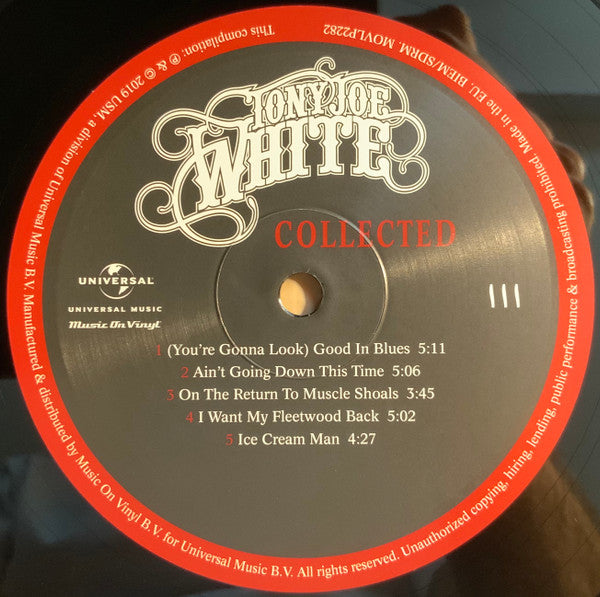 TONY JOE
WHITE
COLLECTED
UNIVERSAL
UNIVERSAL MUSIC
Music On Vinyl
III
1 (You're Gonna Look) Good In Blues 5:11
2 Ain't Going Down This Time 5:06
3 On The Return To Muscle Shoals 3:45
4 I Want My Fleetwood Back 5:02
5 Ice Cream Man 4:27
This compilation: ℗ & © 2019 USM, a division of Universal Music B.V. Manufactured & distributed by Music On Vinyl B.V. for Universal Music B.V. All rights reserved. Unauthorized copying, hiring, lending, public performance & broadcasting prohibited Made in the EU. BIEM/SDRM MOVLP2282